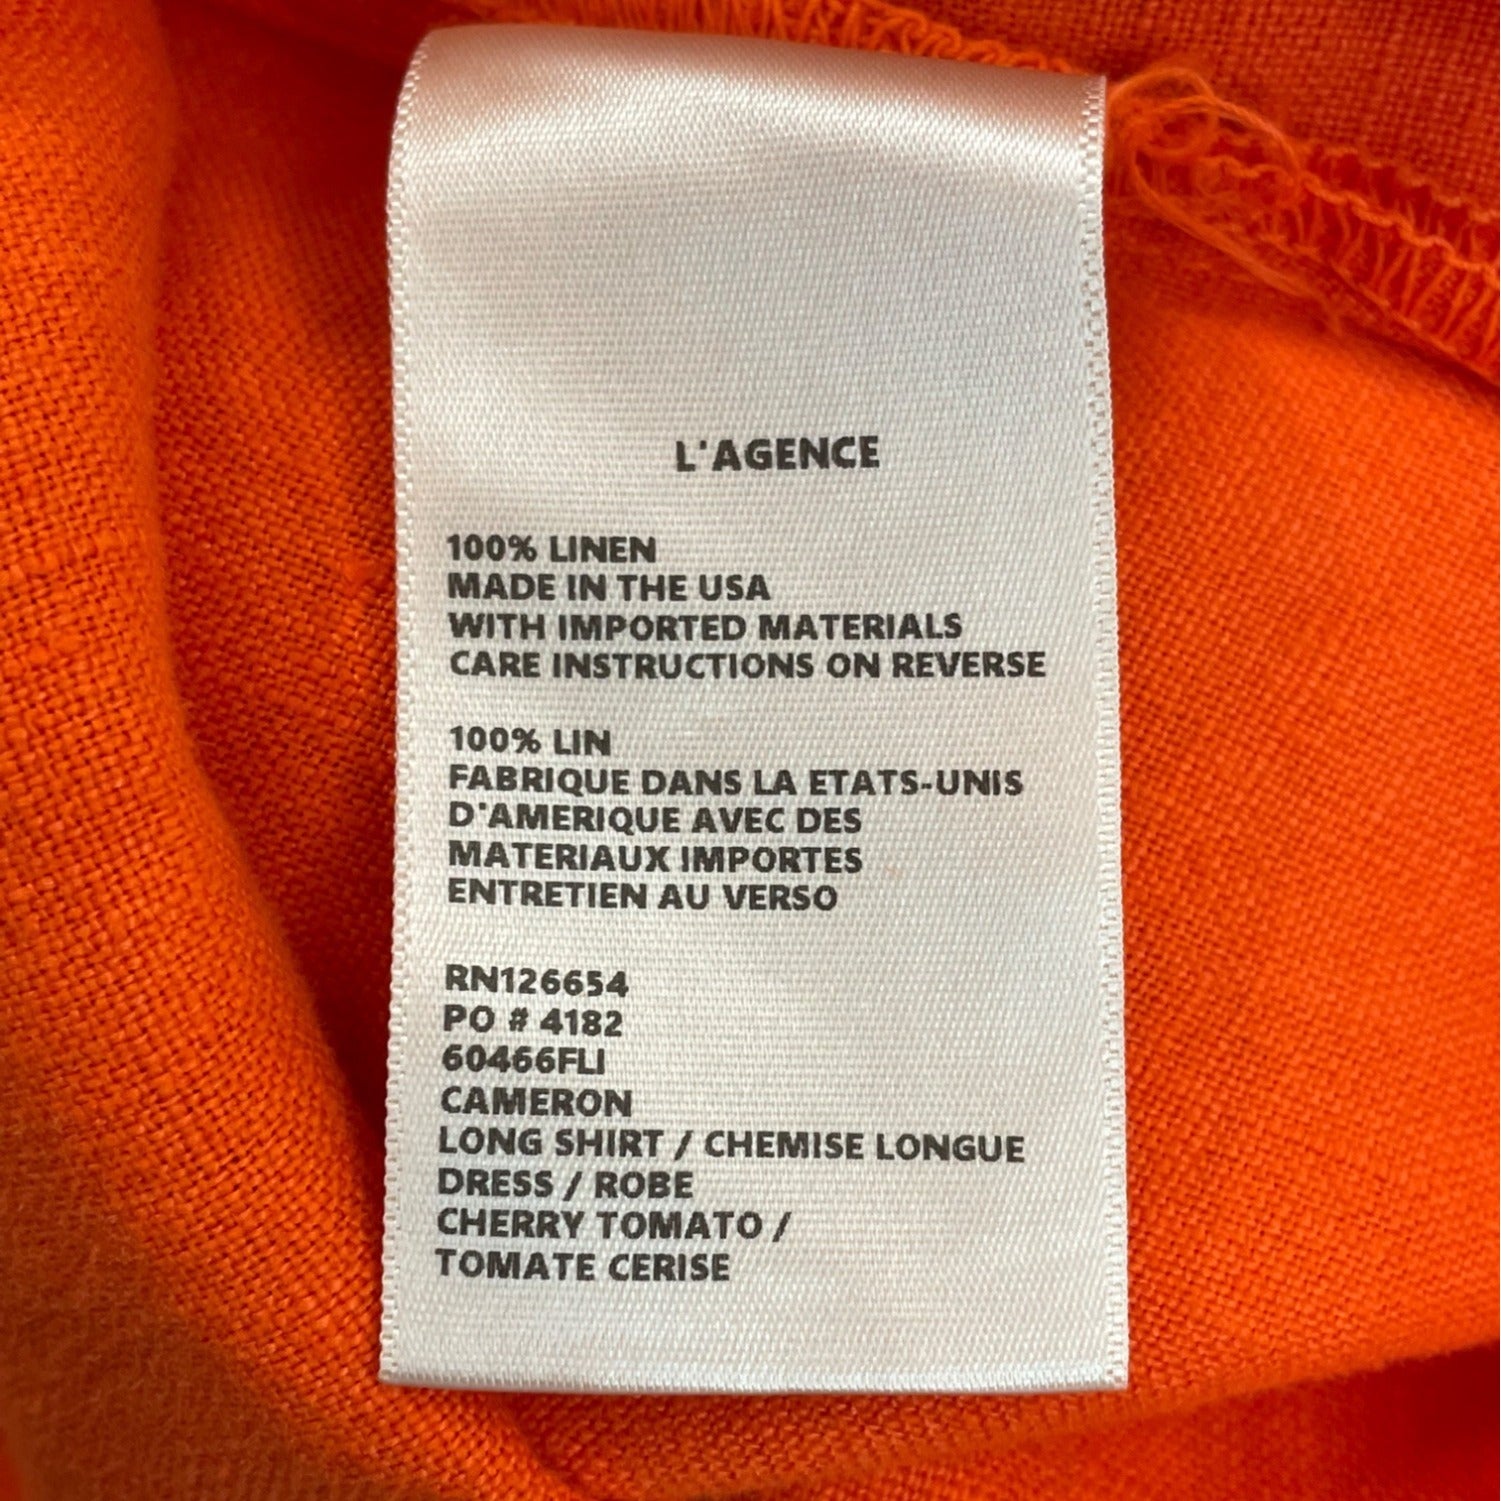 L'AGENCE
100% LINEN
MADE IN THE USA
WITH IMPORTED MATERIALS
CARE INSTRUCTIONS ON REVERSE
100% LIN
FABRIQUE DANS LA ETATS-UNIS
D'AMERIQUE AVEC DES
MATERIAUX IMPORTES
ENTRETIEN AU VERSO
RN126654
PO # 4182
60466FLI
CAMERON
LONG SHIRT / CHEMISE LONGUE
DRESS / ROBE
CHERRY TOMATO /
TOMATE CERISE